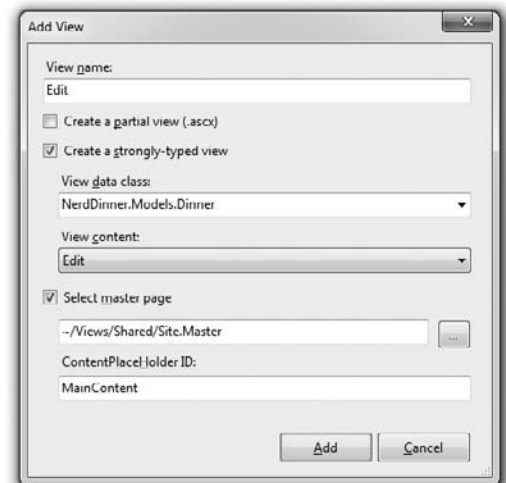 Add View
x
View name:
Edit
Create a partial view (.ascx)
Create a strongly-typed view
View data class:
NerdDinner.Models.Dinner
View content:
Edit
Select master page
~/Views/Shared/Site.Master
...
ContentPlaceHolder ID:
MainContent
Add Cancel